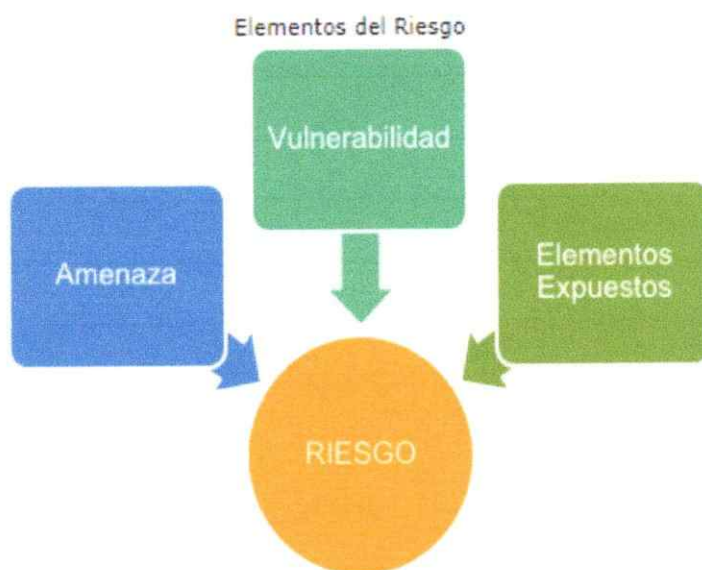 Elementos del Riesgo
Vulnerabilidad
Amenaza
Elementos
Expuestos
RIESGO